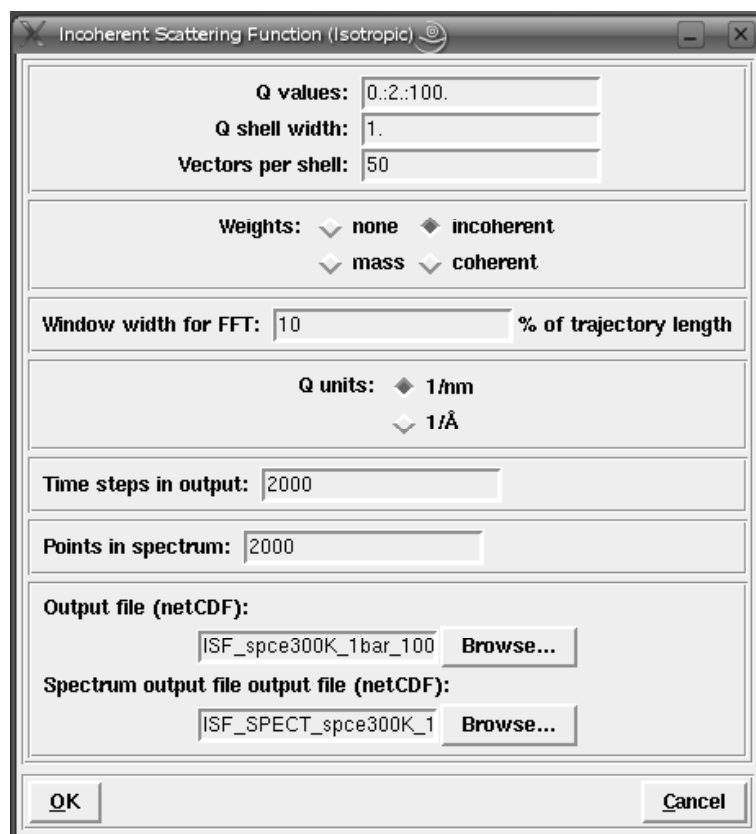 Incoherent Scattering Function (Isotropic)
Q values: 0.:2.:100.
Q shell width: 1.
Vectors per shell: 50
Weights: none incoherent
mass coherent
Window width for FFT: 10 % of trajectory length
Q units: 1/nm
1/Å
Time steps in output: 2000
Points in spectrum: 2000
Output file (netCDF):
ISF_spce300K_1bar_100 Browse...
Spectrum output file output file (netCDF):
ISF_SPECT_spce300K_1 Browse...
OK Cancel